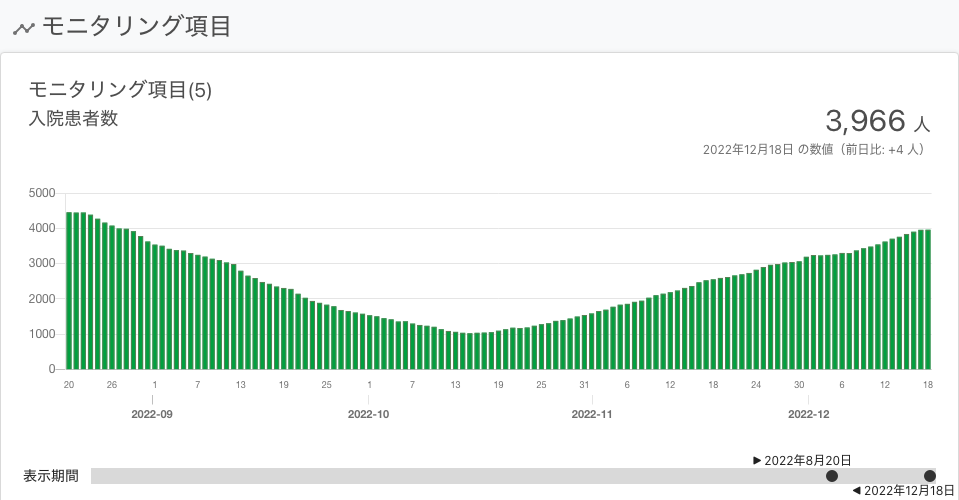 モニタリング項目
モニタリング項目(5)
入院患者数
3,966 人
2022年12月18日 の数値（前日比: +4 人）
5000
4000
3000
2000
1000
0
20 26 1 7 13 19 25 1 7 13 19 25 31 6 12 18 24 30 6 12 18
2022-09 2022-10 2022-11 2022-12
▶ 2022年8月20日
表示期間
◀ 2022年12月18日